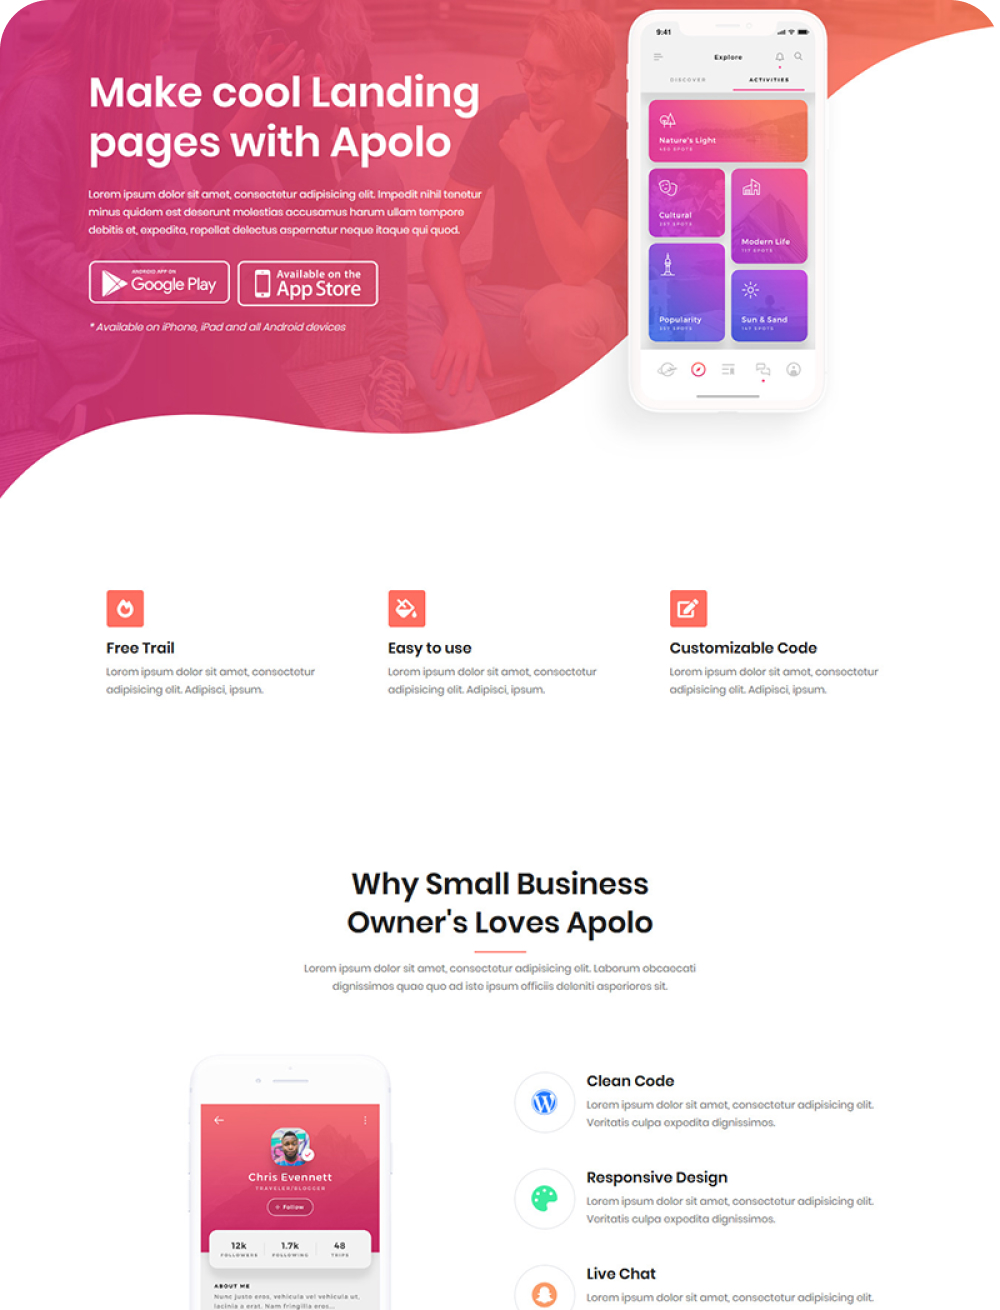 Make cool Landing
pages with Apolo
Lorem ipsum dolor sit amet, consectetur adipisicing elit. Impedit nihil tenetur
minus quidem est deserunt molestias accusamus harum ullam tempore
debitis et, expedita, repellat delectus aspernatur neque itaque qui quod.
ANDROID APP ON
Google Play
Available on the
App Store
* Available on iPhone, iPad and all Android devices
9:41
Explore
DISCOVER
ACTIVITIES
Nature's Light
SPOTS
Cultural
SPOTS
Modern Life
117 SPOTS
Popularity
SPOTS
Sun & Sand
SPOTS
Free Trail
Lorem ipsum dolor sit amet, consectetur
adipisicing elit. Adipisci, ipsum.
Easy to use
Lorem ipsum dolor sit amet, consectetur
adipisicing elit. Adipisci, ipsum.
Customizable Code
Lorem ipsum dolor sit amet, consectetur
adipisicing elit. Adipisci, ipsum.
Why Small Business
Owner's Loves Apolo
Lorem ipsum dolor sit amet, consectetur adipisicing elit. Laborum obcaecati
dignissimos quae quo ad iste ipsum officiis deleniti asperiores sit.
Chris Evennett
TRAVELER/BLOGGER
+ Follow
12k
FOLLOWERS
1.7k
FOLLOWING
48
TRIPS
ABOUT ME
Nunc justo eros, vehicula vel vehicula ut,
lacinia a erat. Nam fringilla eros...
Clean Code
Lorem ipsum dolor sit amet, consectetur adipisicing elit.
Veritatis culpa expedita dignissimos.
Responsive Design
Lorem ipsum dolor sit amet, consectetur adipisicing elit.
Veritatis culpa expedita dignissimos.
Live Chat
Lorem ipsum dolor sit amet, consectetur adipisicing elit.